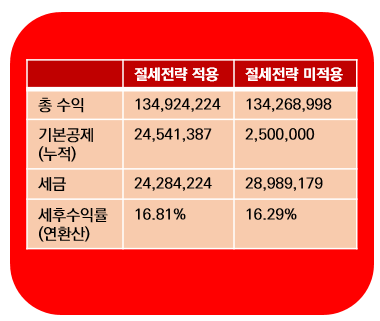 절세전략 적용 절세전략 미적용
총 수익 134,924,224 134,268,998
기본공제 24,541,387 2,500,000
(누적)
세금 24,284,224 28,989,179
세후수익률 16.81% 16.29%
(연환산)